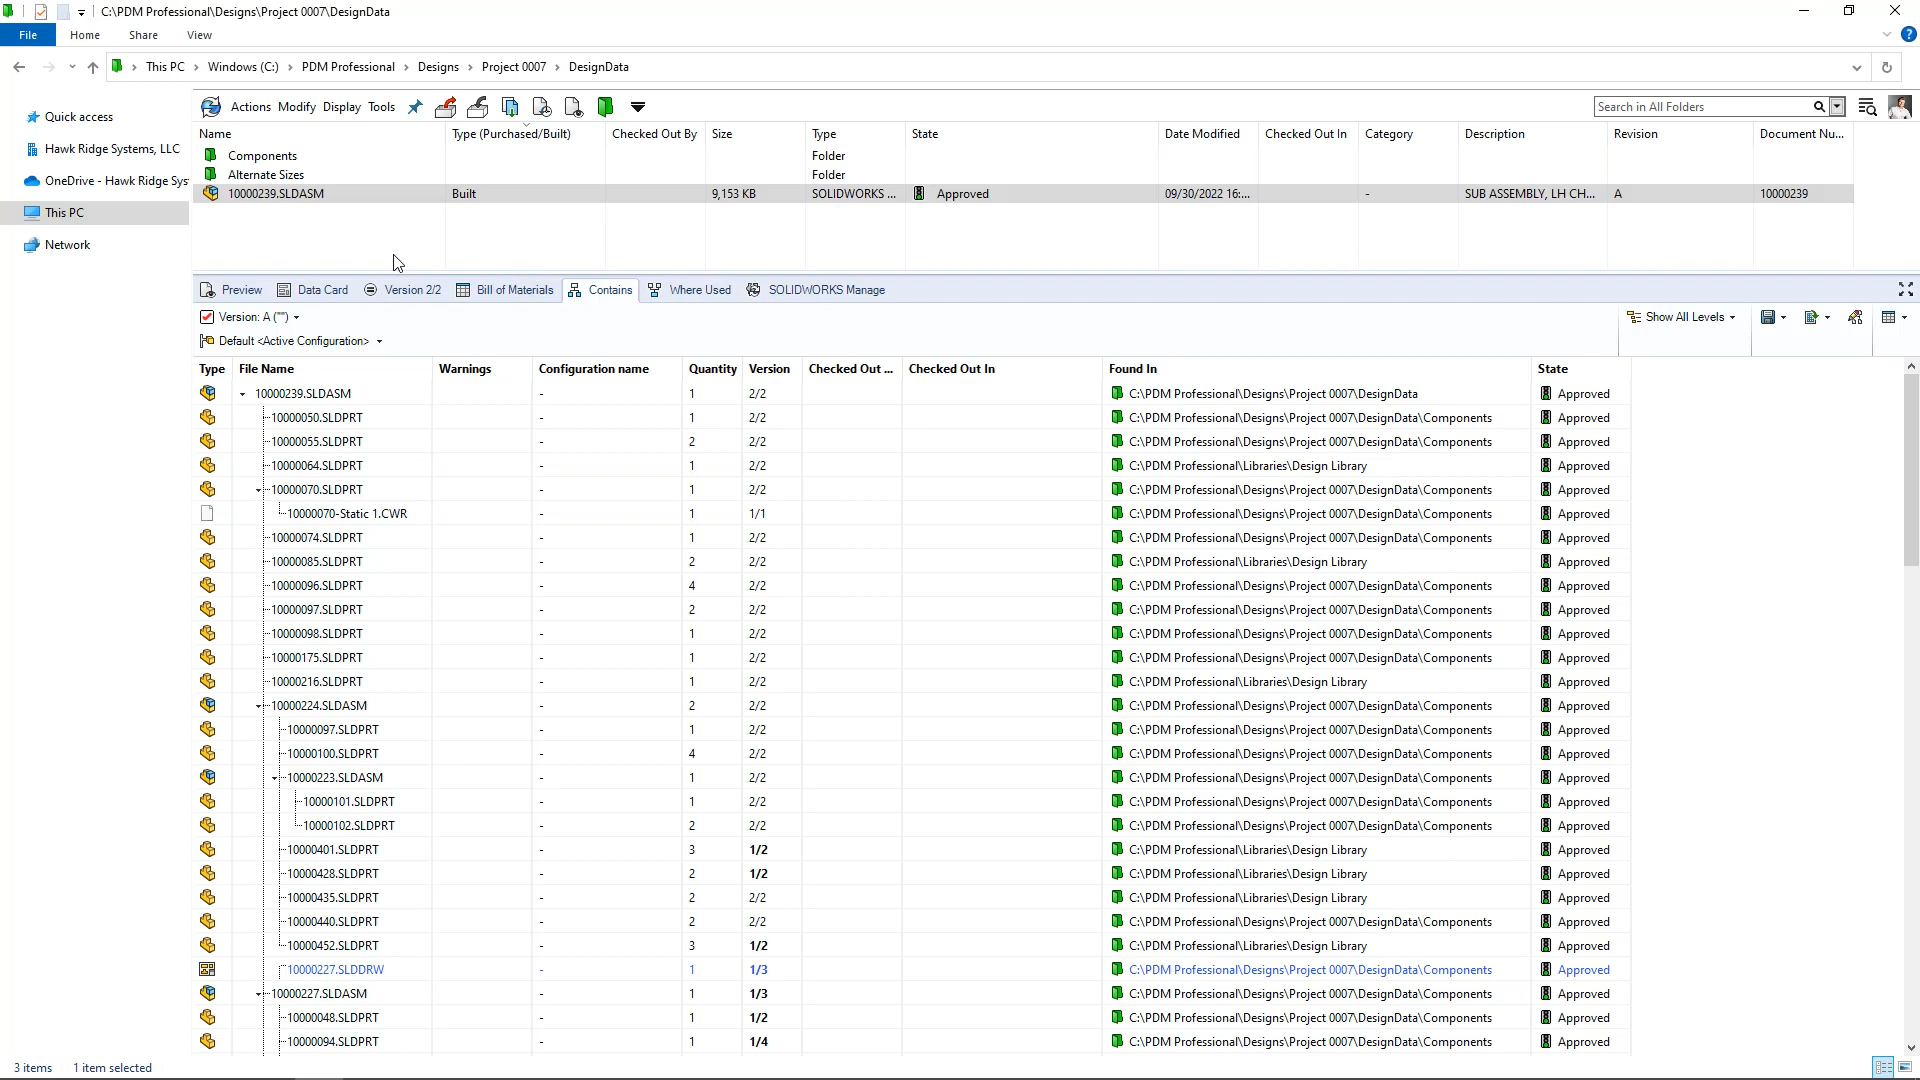 C:\PDM Professional\Designs\Project 0007\DesignData
File Home Share View
This PC Windows (C:) PDM Professional Designs Project 0007 DesignData
Quick access
Hawk Ridge Systems, LLC
OneDrive - Hawk Ridge Sys
This PC
Network
Actions Modify Display Tools Search in All Folders
Name Type (Purchased/Built) Checked Out By Size Type State Date Modified Checked Out In Category Description Revision Document Nu...
Components Folder
Alternate Sizes Folder
10000239.SLDASM Built 9,153 KB SOLIDWORKS ... Approved 09/30/2022 16:... - SUB ASSEMBLY, LH CH... A 10000239
Preview Data Card Version 2/2 Bill of Materials Contains Where Used SOLIDWORKS Manage
Version: A ("") Show All Levels
Default <Active Configuration>
Type File Name Warnings Configuration name Quantity Version Checked Out ... Checked Out In Found In State
10000239.SLDASM - 1 2/2 C:\PDM Professional\Designs\Project 0007\DesignData Approved
10000050.SLDPRT - 1 2/2 C:\PDM Professional\Designs\Project 0007\DesignData\Components Approved
10000055.SLDPRT - 2 2/2 C:\PDM Professional\Designs\Project 0007\DesignData\Components Approved
10000064.SLDPRT - 1 2/2 C:\PDM Professional\Libraries\Design Library Approved
10000070.SLDPRT - 1 2/2 C:\PDM Professional\Designs\Project 0007\DesignData\Components Approved
10000070-Static 1.CWR - 1 1/1 C:\PDM Professional\Designs\Project 0007\DesignData\Components Approved
10000074.SLDPRT - 1 2/2 C:\PDM Professional\Designs\Project 0007\DesignData\Components Approved
10000085.SLDPRT - 2 2/2 C:\PDM Professional\Libraries\Design Library Approved
10000096.SLDPRT - 4 2/2 C:\PDM Professional\Designs\Project 0007\DesignData\Components Approved
10000097.SLDPRT - 2 2/2 C:\PDM Professional\Designs\Project 0007\DesignData\Components Approved
10000098.SLDPRT - 1 2/2 C:\PDM Professional\Designs\Project 0007\DesignData\Components Approved
10000175.SLDPRT - 1 2/2 C:\PDM Professional\Designs\Project 0007\DesignData\Components Approved
10000216.SLDPRT - 1 2/2 C:\PDM Professional\Libraries\Design Library Approved
10000224.SLDASM - 2 2/2 C:\PDM Professional\Designs\Project 0007\DesignData\Components Approved
10000097.SLDPRT - 1 2/2 C:\PDM Professional\Designs\Project 0007\DesignData\Components Approved
10000100.SLDPRT - 4 2/2 C:\PDM Professional\Designs\Project 0007\DesignData\Components Approved
10000223.SLDASM - 1 2/2 C:\PDM Professional\Designs\Project 0007\DesignData\Components Approved
10000101.SLDPRT - 1 2/2 C:\PDM Professional\Designs\Project 0007\DesignData\Components Approved
10000102.SLDPRT - 2 2/2 C:\PDM Professional\Designs\Project 0007\DesignData\Components Approved
10000401.SLDPRT - 3 1/2 C:\PDM Professional\Libraries\Design Library Approved
10000428.SLDPRT - 2 1/2 C:\PDM Professional\Libraries\Design Library Approved
10000435.SLDPRT - 2 2/2 C:\PDM Professional\Libraries\Design Library Approved
10000440.SLDPRT - 2 2/2 C:\PDM Professional\Designs\Project 0007\DesignData\Components Approved
10000452.SLDPRT - 3 1/2 C:\PDM Professional\Libraries\Design Library Approved
10000227.SLDDRW - 1 1/3 C:\PDM Professional\Designs\Project 0007\DesignData\Components Approved
10000227.SLDASM - 1 1/3 C:\PDM Professional\Designs\Project 0007\DesignData\Components Approved
10000048.SLDPRT - 1 1/2 C:\PDM Professional\Designs\Project 0007\DesignData\Components Approved
10000094.SLDPRT - 1 1/4 C:\PDM Professional\Designs\Project 0007\DesignData\Components Approved
3 items 1 item selected